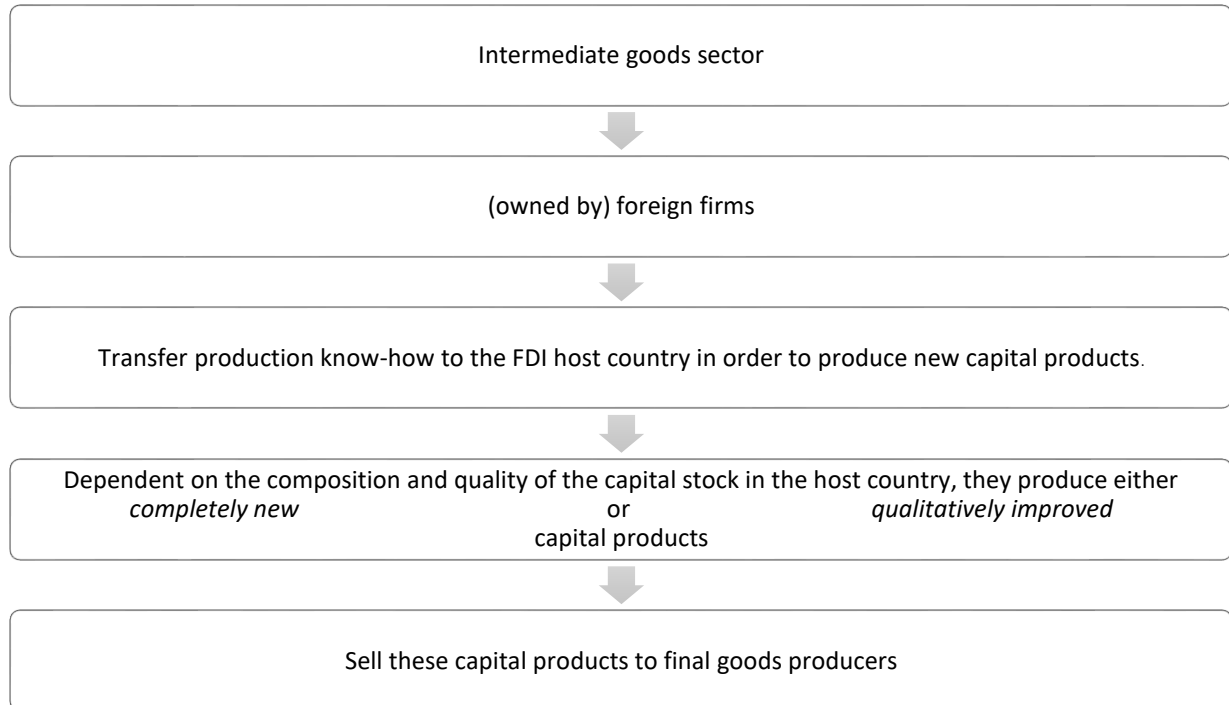 Intermediate goods sector
(owned by) foreign firms
Transfer production know-how to the FDI host country in order to produce new capital products.
Dependent on the composition and quality of the capital stock in the host country, they produce either
completely new or qualitatively improved
capital products
Sell these capital products to final goods producers